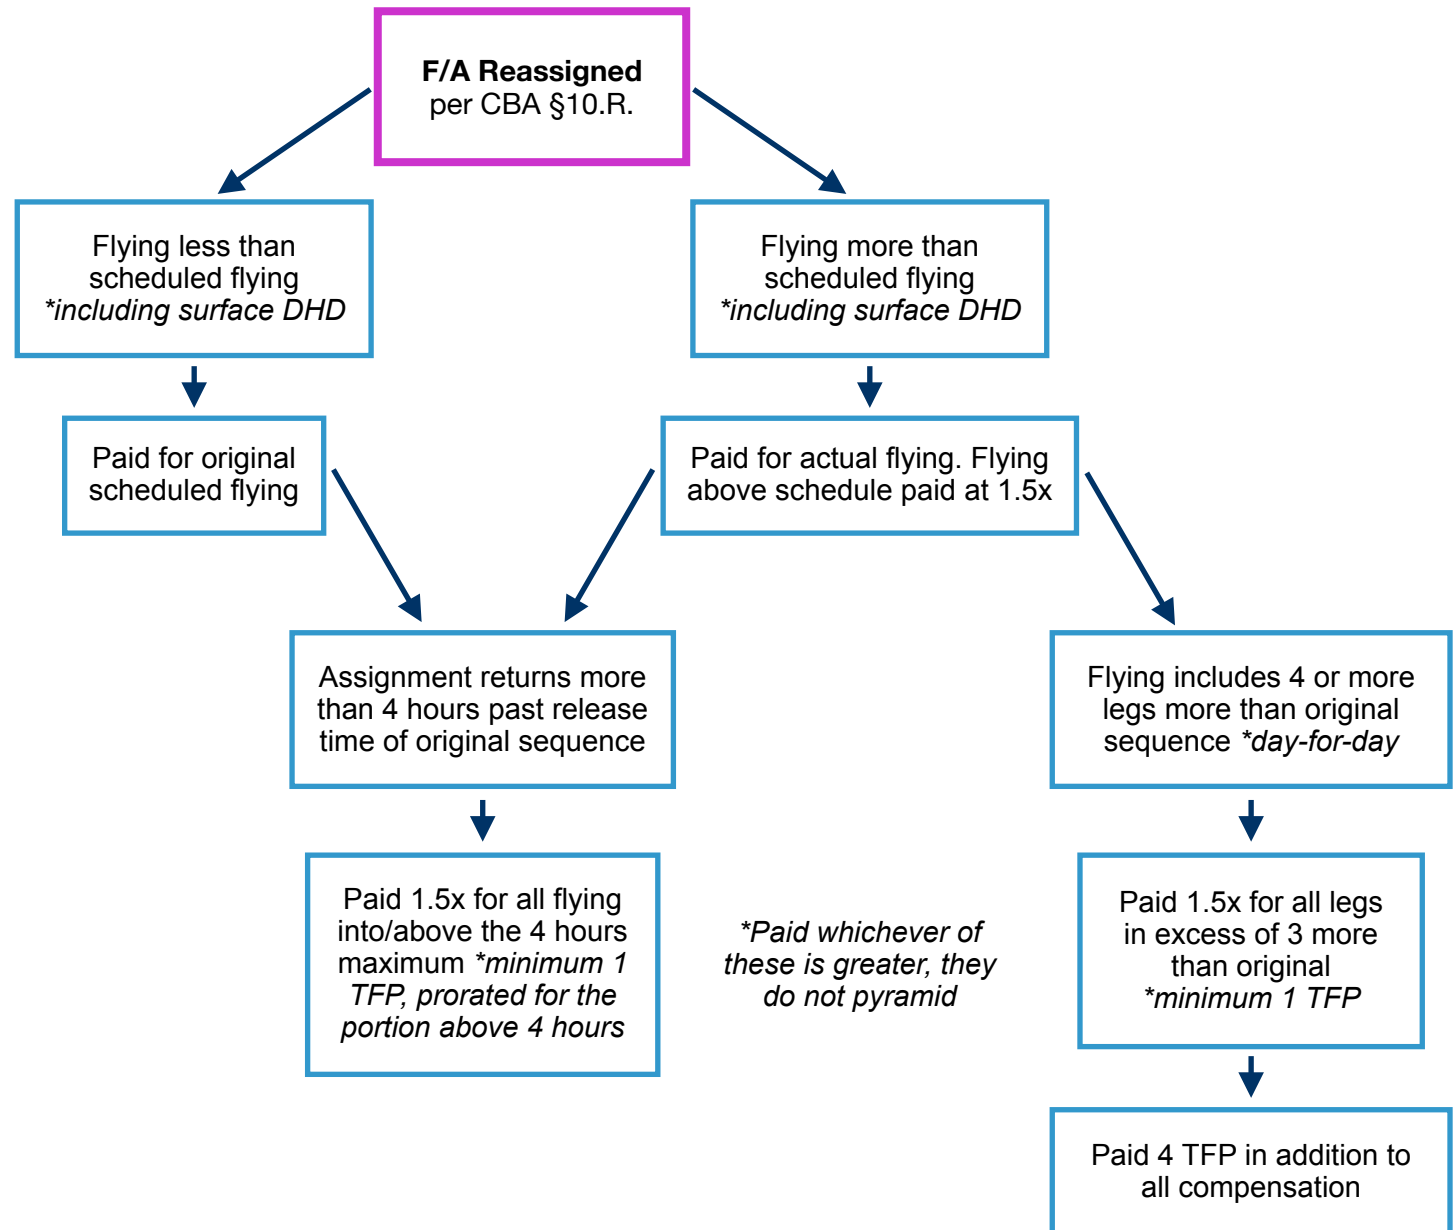 F/A Reassigned
per CBA §10.R.
Flying less than
scheduled flying
*including surface DHD
Flying more than
scheduled flying
*including surface DHD
Paid for original
scheduled flying
Paid for actual flying. Flying
above schedule paid at 1.5x
Assignment returns more
than 4 hours past release
time of original sequence
Flying includes 4 or more
legs more than original
sequence *day-for-day
Paid 1.5x for all flying
into/above the 4 hours
maximum *minimum 1
TFP, prorated for the
portion above 4 hours
*Paid whichever of
these is greater, they
do not pyramid
Paid 1.5x for all legs
in excess of 3 more
than original
*minimum 1 TFP
Paid 4 TFP in addition to
all compensation